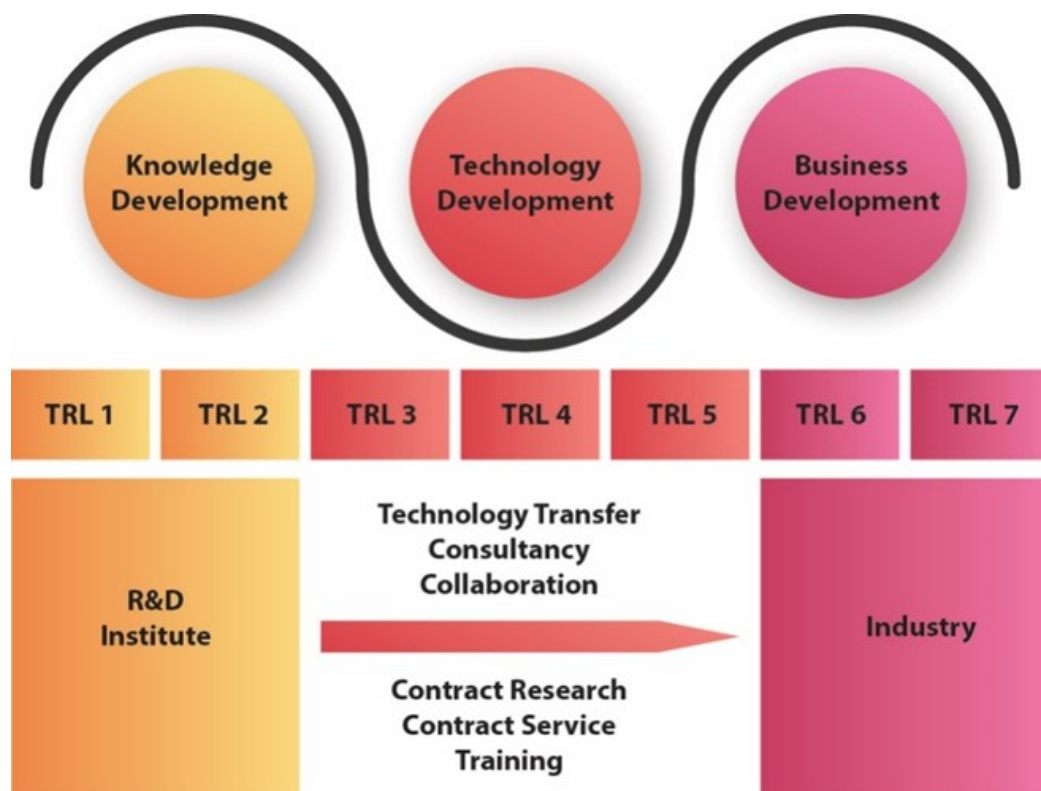 Knowledge
Development
Technology
Development
Business
Development
TRL 1
TRL 2
TRL 3
TRL 4
TRL 5
TRL 6
TRL 7
R&D
Institute
Technology Transfer
Consultancy
Collaboration
Contract Research
Contract Service
Training
Industry